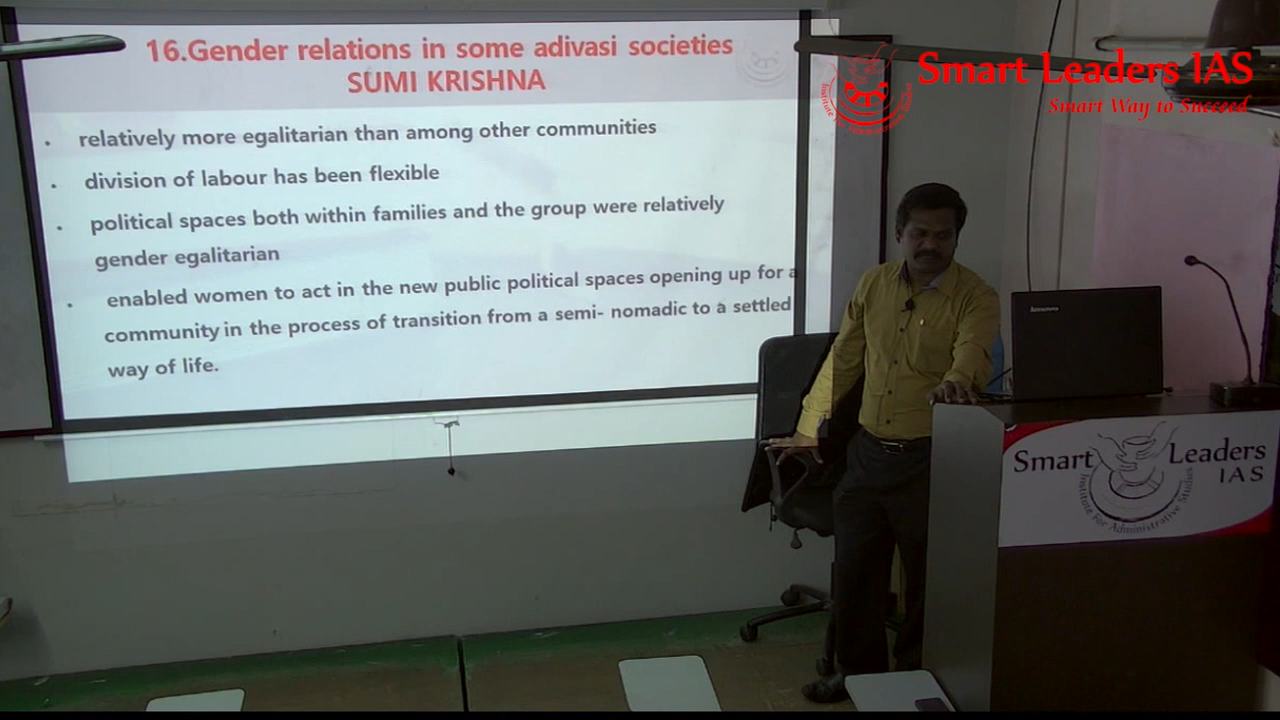 16.Gender relations in some adivasi societies
SUMI KRISHNA
. relatively more egalitarian than among other communities
. division of labour has been flexible
. political spaces both within families and the group were relatively
gender egalitarian
. enabled women to act in the new public political spaces opening up for a
community in the process of transition from a semi- nomadic to a settled
way of life.
Smart Leaders IAS
Smart Way to Succeed
lenovo
Smart Leaders
IAS
Institute For Administrative Studies